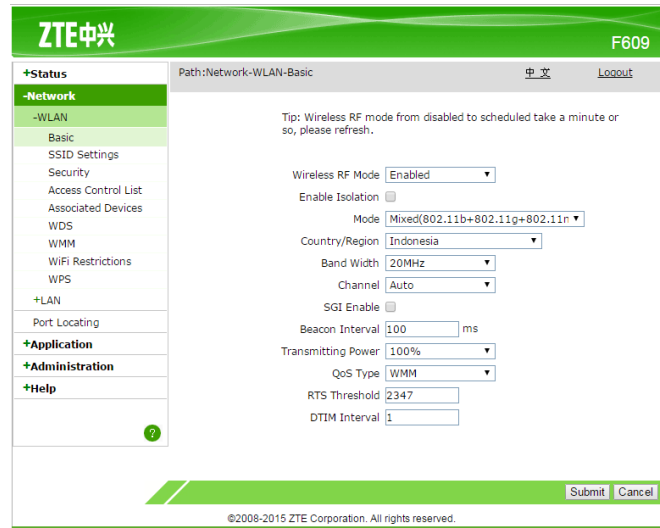 ZTE中兴
F609
+Status
Path:Network-WLAN-Basic
中文
Logout
-Network
-WLAN
Basic
SSID Settings
Security
Access Control List
Associated Devices
WDS
WMM
WiFi Restrictions
WPS
+LAN
Port Locating
+Application
+Administration
+Help
?
Tip: Wireless RF mode from disabled to scheduled take a minute or
so, please refresh.
Wireless RF Mode Enabled
Enable Isolation
Mode Mixed(802.11b+802.11g+802.11n
Country/Region Indonesia
Band Width 20MHz
Channel Auto
SGI Enable
Beacon Interval 100 ms
Transmitting Power 100%
QoS Type WMM
RTS Threshold 2347
DTIM Interval 1
Submit Cancel
©2008-2015 ZTE Corporation. All rights reserved.